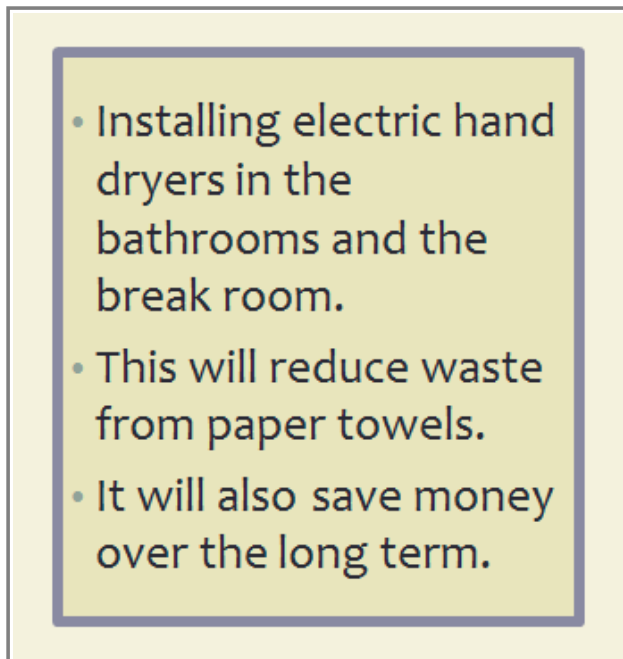 • Installing electric hand
dryers in the
bathrooms and the
break room.
• This will reduce waste
from paper towels.
• It will also save money
over the long term.